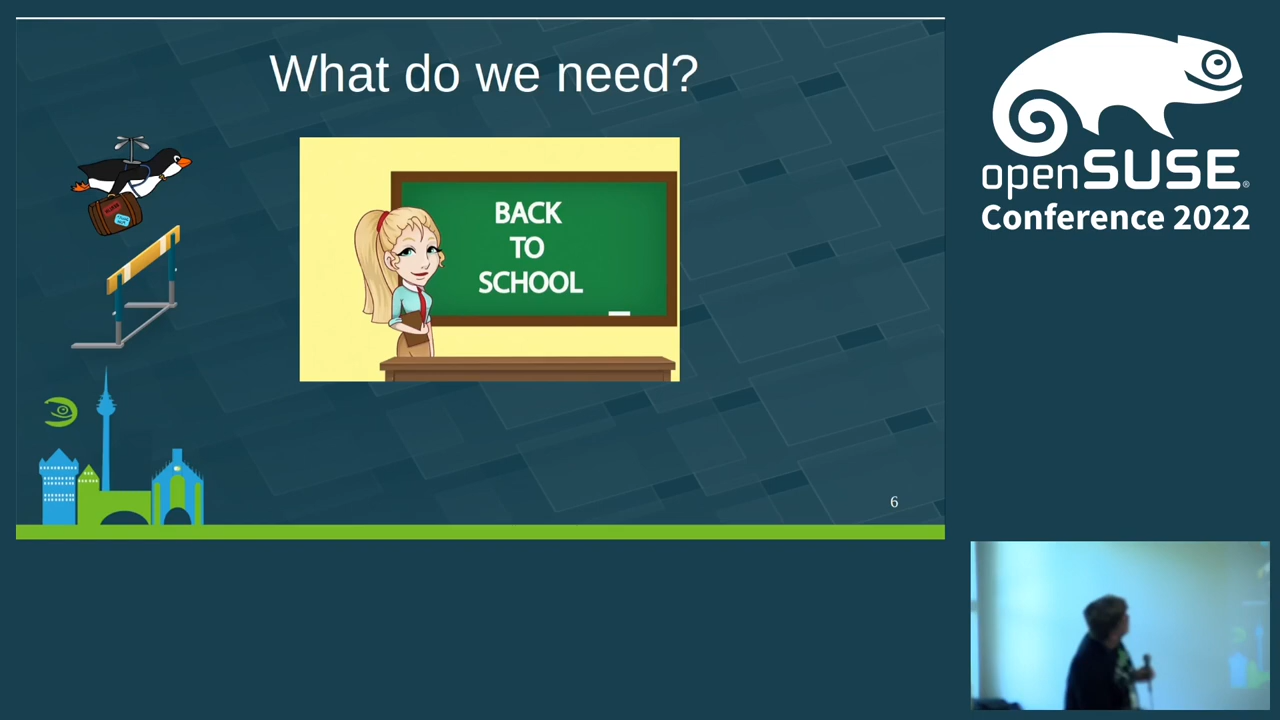 What do we need?
BACK
TO
SCHOOL
6
openSUSE®
Conference 2022